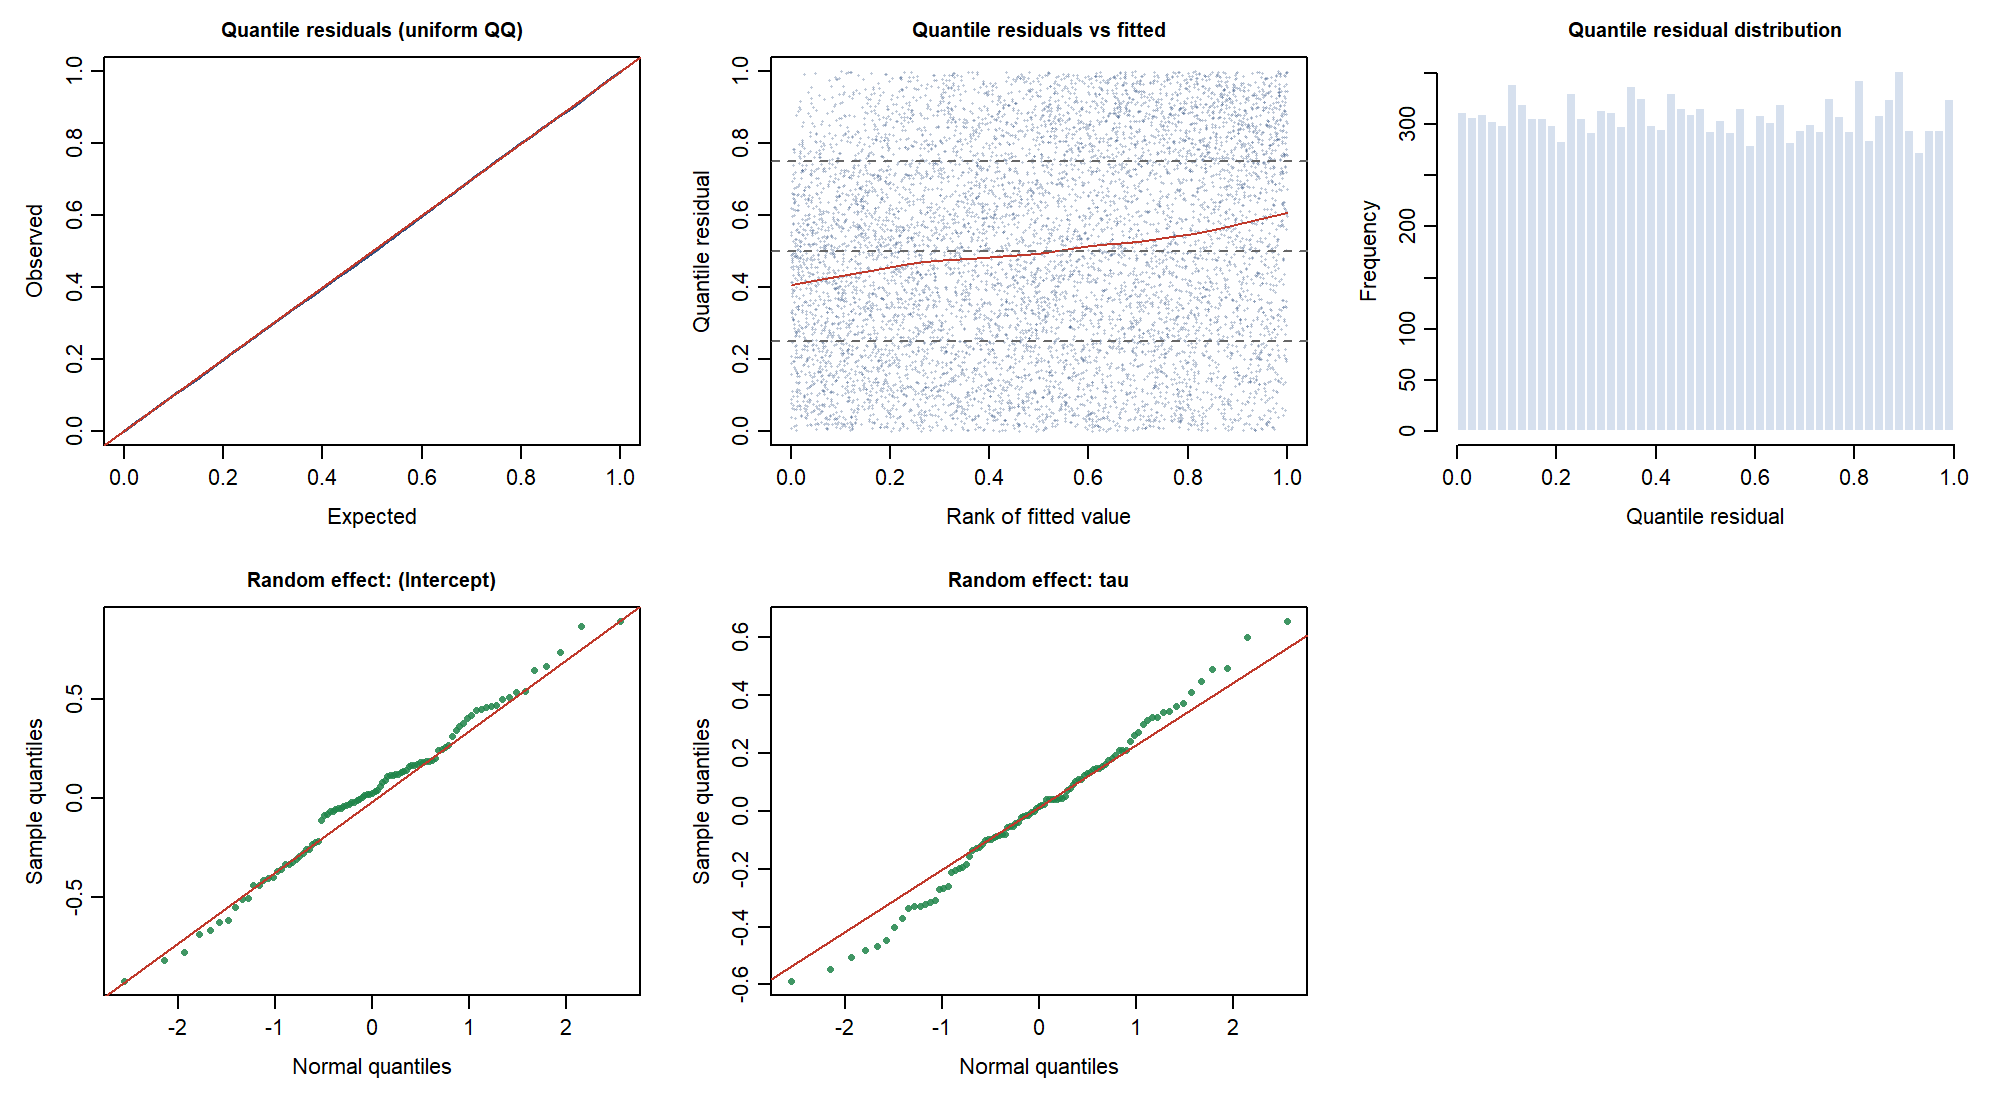 Quantile residuals (uniform QQ)
Observed
0.0 0.2 0.4 0.6 0.8 1.0
0.0 0.2 0.4 0.6 0.8 1.0
Expected
Quantile residuals vs fitted
Quantile residual
0.0 0.2 0.4 0.6 0.8 1.0
0.0 0.2 0.4 0.6 0.8 1.0
Rank of fitted value
Quantile residual distribution
Frequency
0 50 100 200 300
0.0 0.2 0.4 0.6 0.8 1.0
Quantile residual
Random effect: (Intercept)
Sample quantiles
-0.5 0.0 0.5
-2 -1 0 1 2
Normal quantiles
Random effect: tau
Sample quantiles
-0.6 -0.4 -0.2 0.0 0.2 0.4 0.6
-2 -1 0 1 2
Normal quantiles